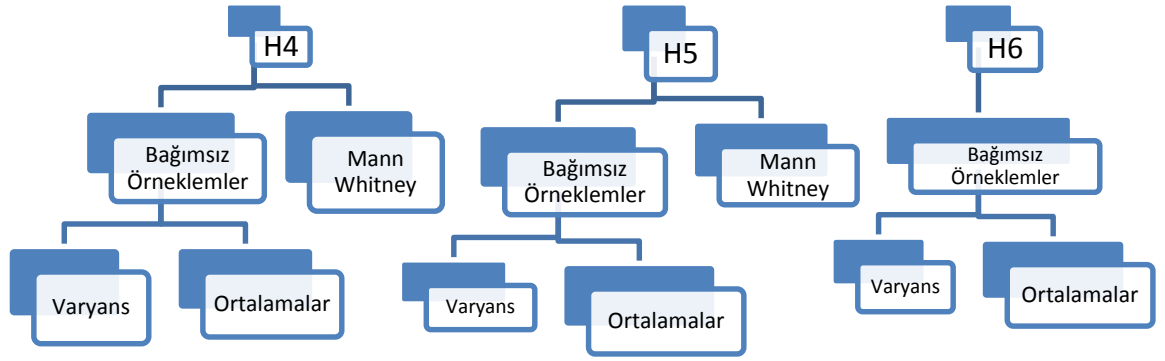 H4
Bağımsız
Örneklemler
Mann
Whitney
Varyans
Ortalamalar
H5
Bağımsız
Örneklemler
Mann
Whitney
Varyans
Ortalamalar
H6
Bağımsız
Örneklemler
Varyans
Ortalamalar